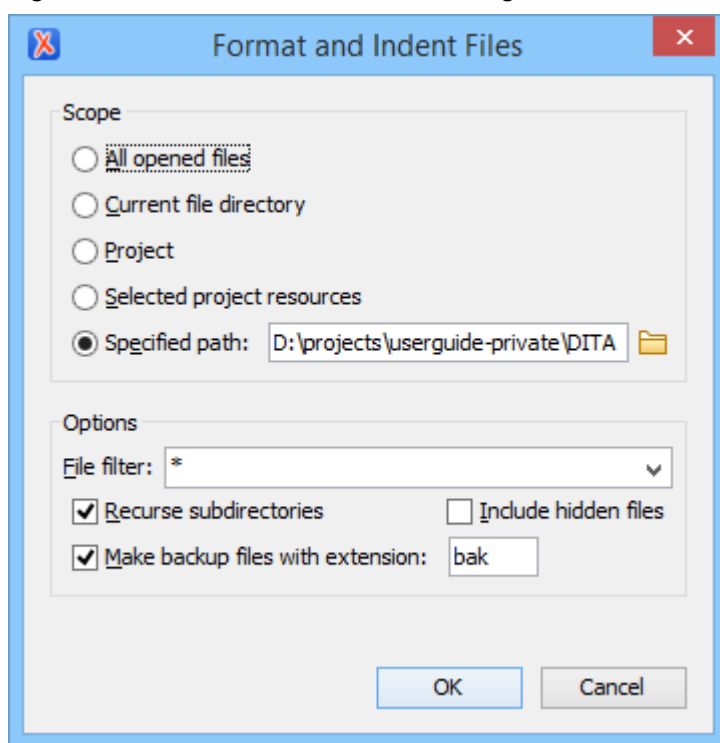 Format and Indent Files
Scope
All opened files
Current file directory
Project
Selected project resources
Specified path: D:\projects\userguide-private\DITA
Options
File filter: *
Recurse subdirectories Include hidden files
Make backup files with extension: bak
OK Cancel